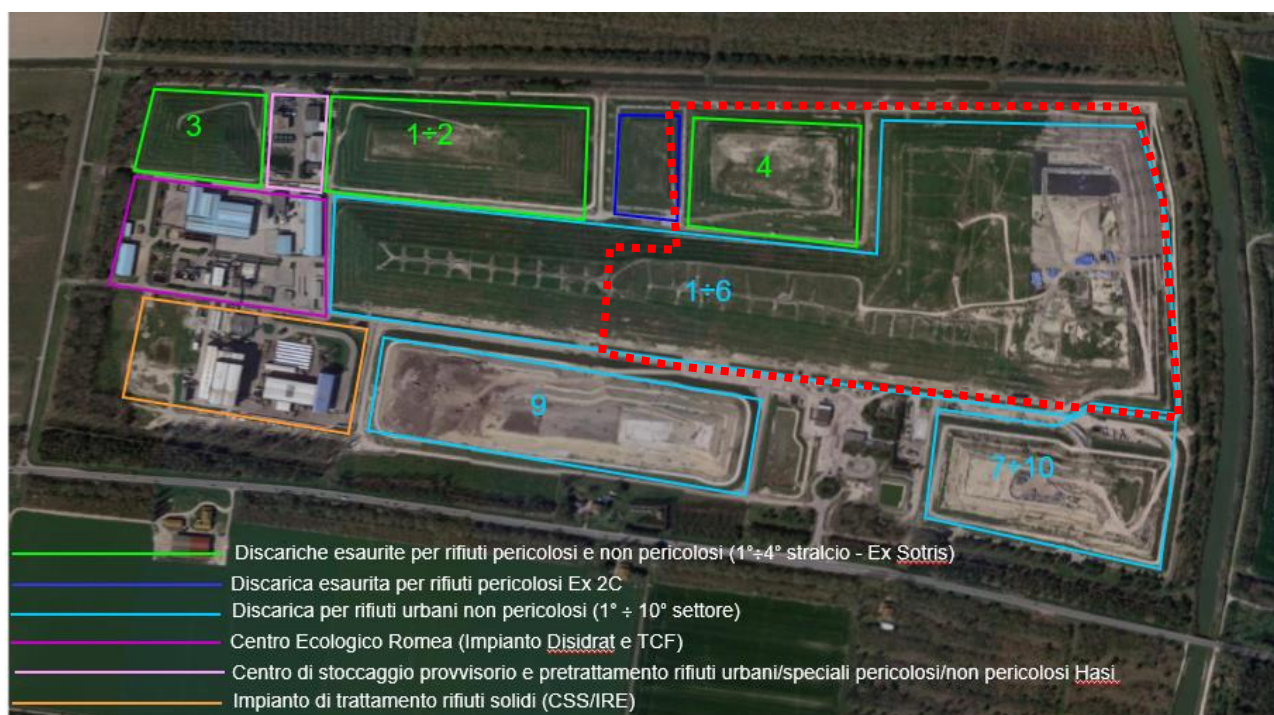 3
1÷2
4
1÷6
9
7÷10
Discariche esaurite per rifiuti pericolosi e non pericolosi (1°÷4° stralcio - Ex Sotris)
Discarica esaurita per rifiuti pericolosi Ex 2C
Discarica per rifiuti urbani non pericolosi (1° ÷ 10° settore)
Centro Ecologico Romea (Impianto Disidrat e TCF)
Centro di stoccaggio provvisorio e pretrattamento rifiuti urbani/speciali pericolosi/non pericolosi Hasi
Impianto di trattamento rifiuti solidi (CSS/IRE)